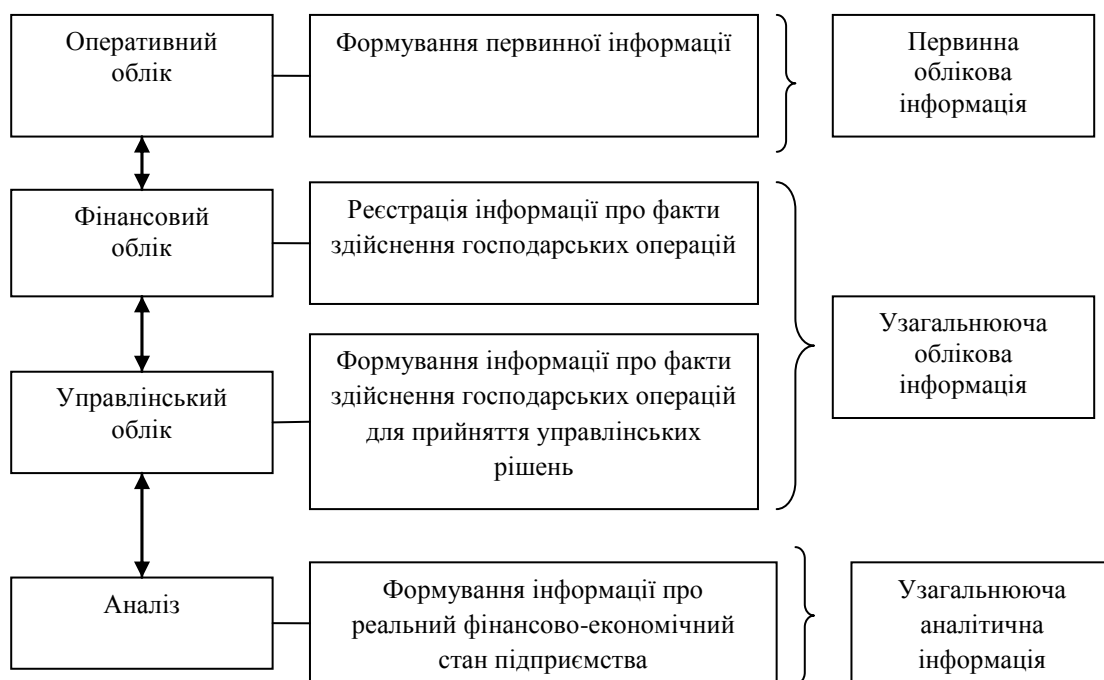 Оперативний
облік
Формування первинної інформації
Первинна
облікова
інформація
Фінансовий
облік
Реєстрація інформації про факти
здійснення господарських операцій
Управлінський
облік
Формування інформації про факти
здійснення господарських операцій
для прийняття управлінських
рішень
Узагальнююча
облікова
інформація
Аналіз
Формування інформації про
реальний фінансово-економічний
стан підприємства
Узагальнююча
аналітична
інформація